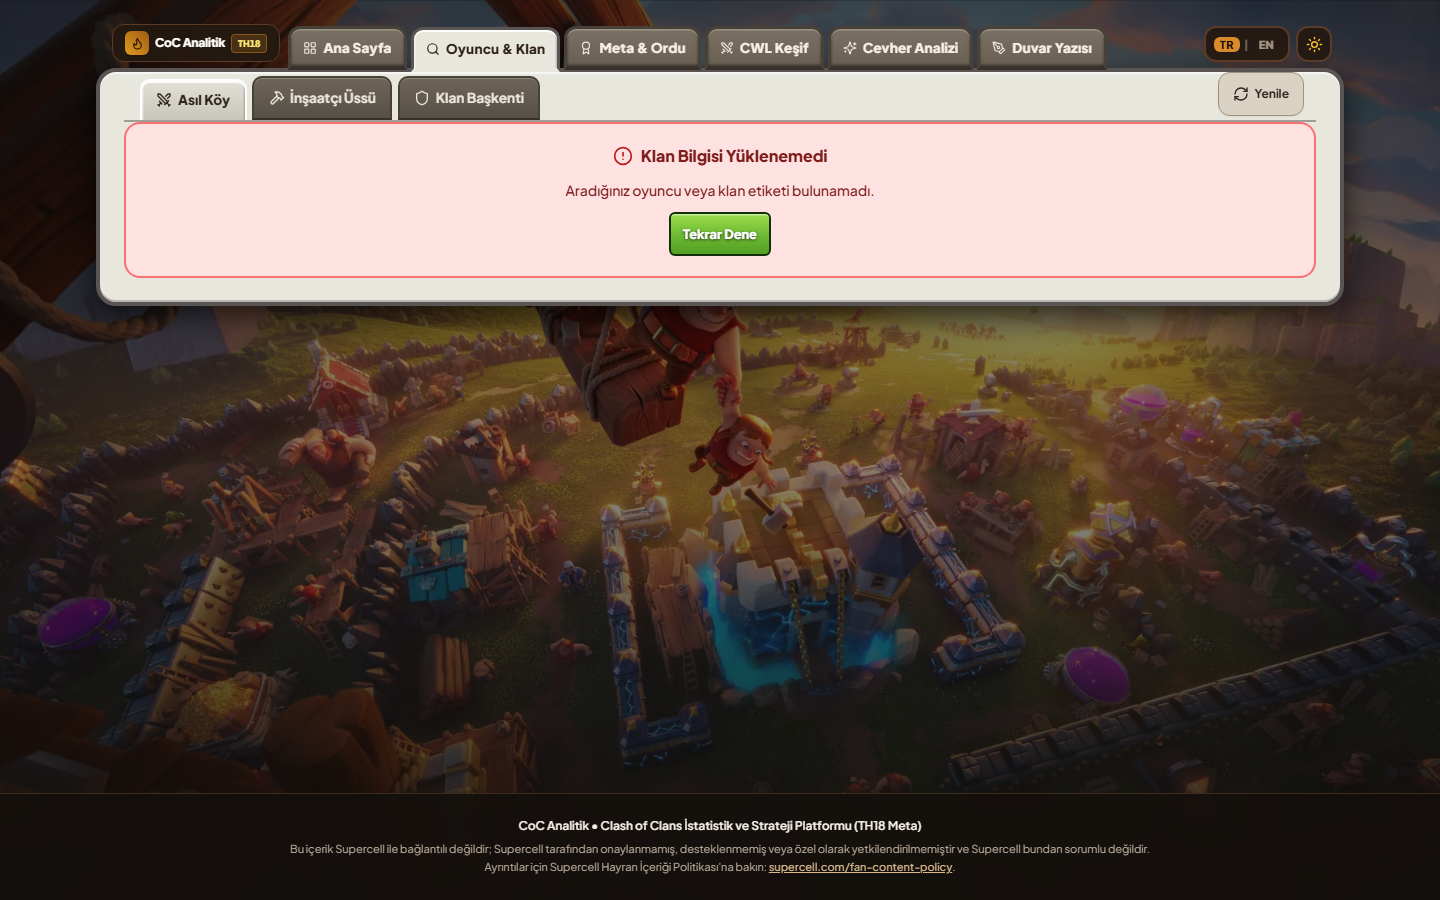 CoC Analitik TH18
Ana Sayfa
Oyuncu & Klan
Meta & Ordu
CWL Keşif
Cevher Analizi
Duvar Yazısı
TR | EN
Asıl Köy
İnşaatçı Üssü
Klan Başkenti
Yenile
Klan Bilgisi Yüklenemedi
Aradığınız oyuncu veya klan etiketi bulunamadı.
Tekrar Dene
CoC Analitik • Clash of Clans İstatistik ve Strateji Platformu (TH18 Meta)
Bu içerik Supercell ile bağlantılı değildir; Supercell tarafından onaylanmamış, desteklenmemiş veya özel olarak yetkilendirilmemiştir ve Supercell bundan sorumlu değildir.
Ayrıntılar için Supercell Hayran İçeriği Politikası'na bakın: supercell.com/fan-content-policy.